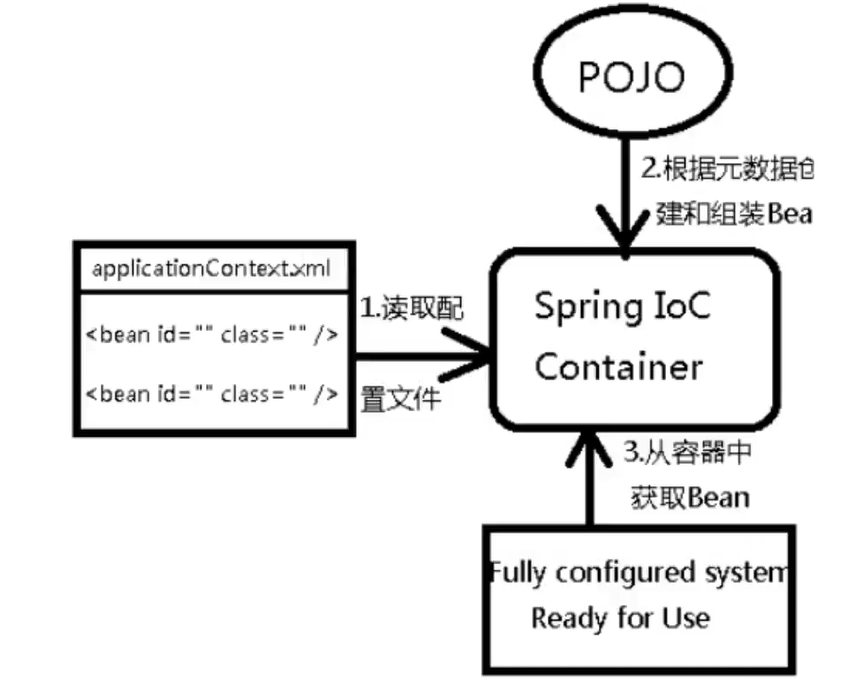 POJO
2.根据元数据
建和组装Bea
applicationContext.xml
<bean id="" class="" />
<bean id="" class="" />
1.读取配
置文件
Spring IoC
Container
3.从容器中
获取Bean
Fully configured system
Ready for Use